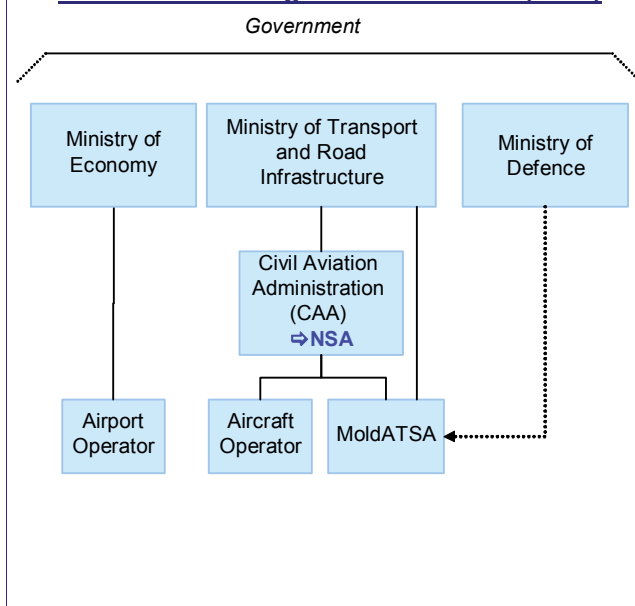 Government
Ministry of
Economy
Ministry of Transport
and Road
Infrastructure
Ministry of
Defence
Civil Aviation
Administration
(CAA)
⇨NSA
Airport
Operator
Aircraft
Operator
MoldATSA